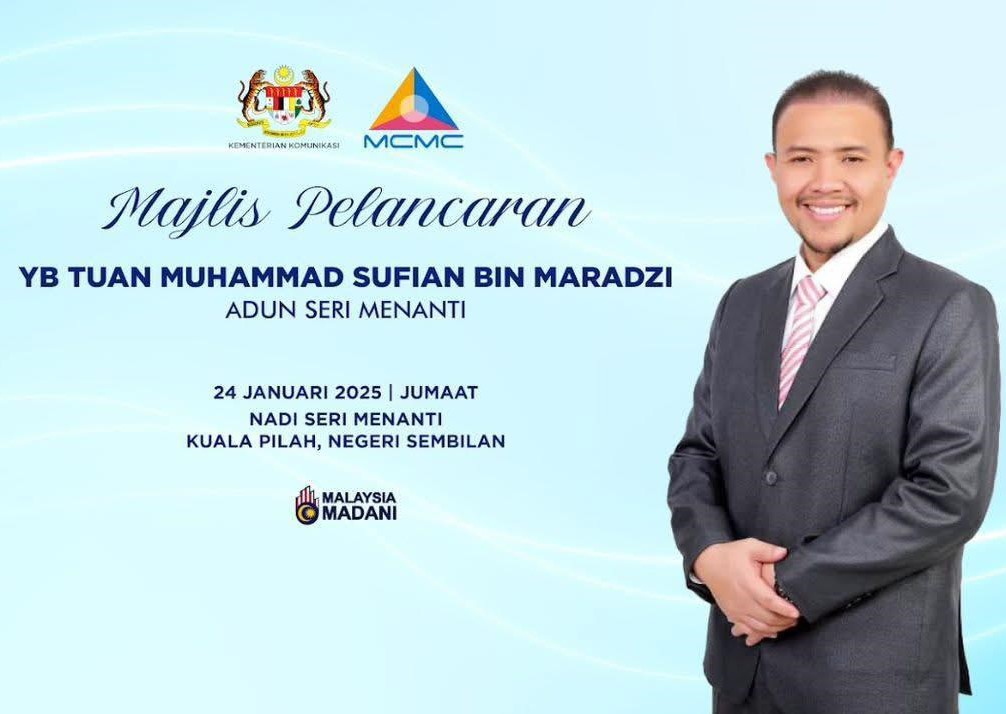 KEMENTERIAN KOMUNIKASI
MCMC
Majlis Pelancaran
YB TUAN MUHAMMAD SUFIAN BIN MARADZI
ADUN SERI MENANTI
24 JANUARI 2025 | JUMAAT
NADI SERI MENANTI
KUALA PILAH, NEGERI SEMBILAN
MALAYSIA
MADANI